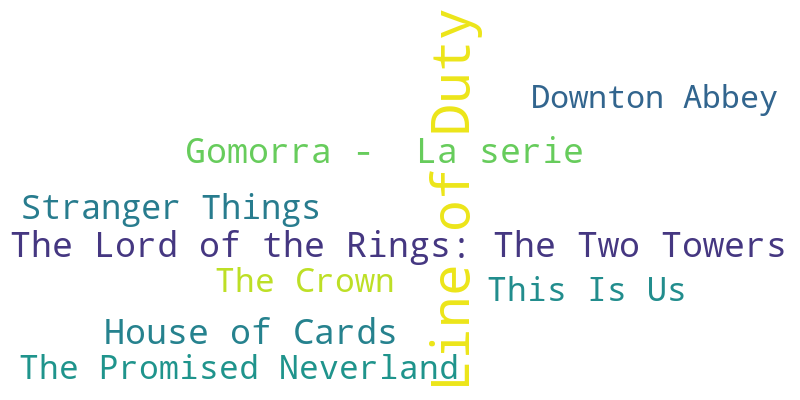 Line of Duty
Downton Abbey
Gomorra -  La serie
Stranger Things
The Lord of the Rings: The Two Towers
The Crown
This Is Us
House of Cards
The Promised Neverland